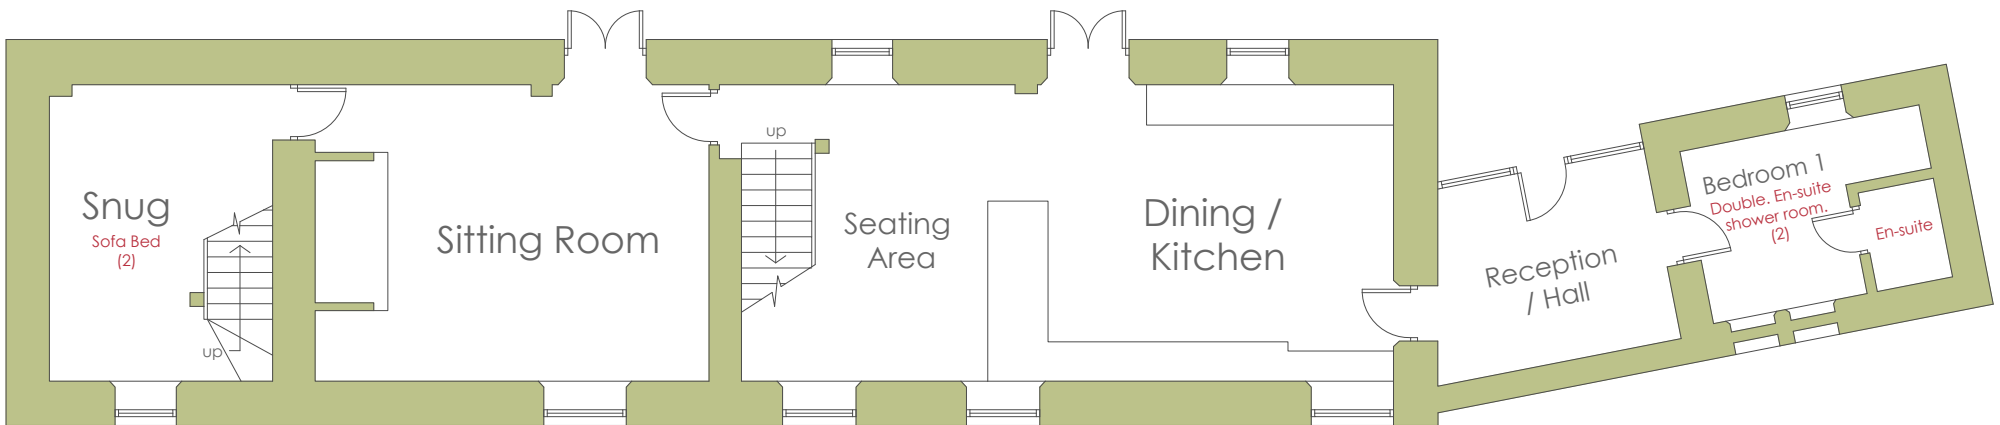 Snug
Sofa Bed
(2)
up
Sitting Room
up
Seating
Area
Dining /
Kitchen
Reception
/ Hall
Bedroom 1
Double. En-suite
shower room.
(2)
En-suite